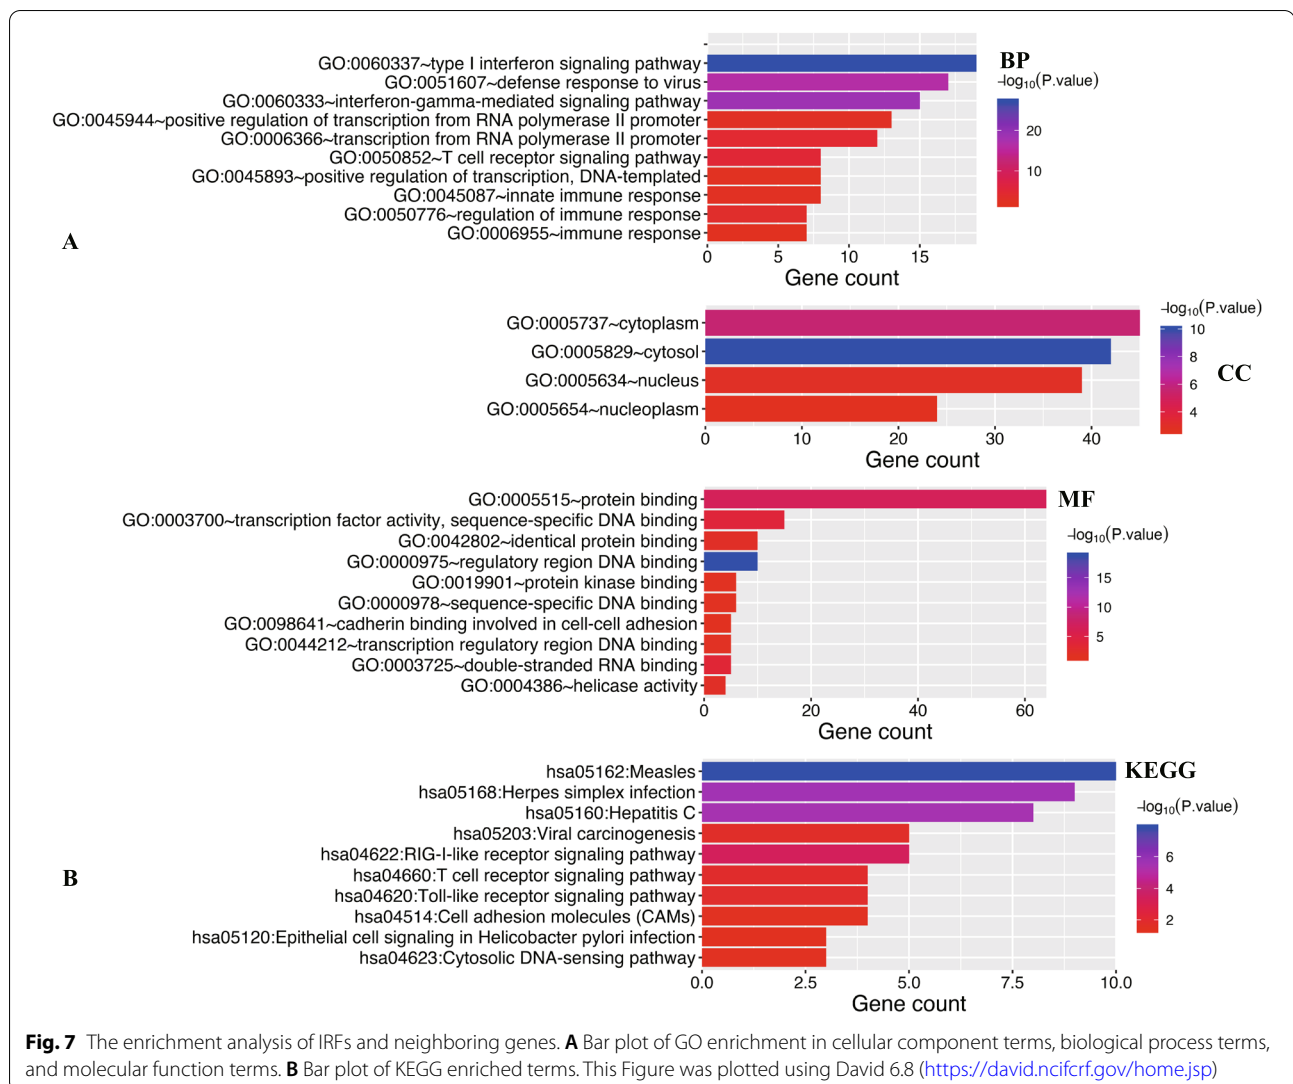 BP
GO:0060337~type I interferon signaling pathway
GO:0051607~defense response to virus
GO:0060333~interferon-gamma-mediated signaling pathway
GO:0045944~positive regulation of transcription from RNA polymerase II promoter
GO:0006366~transcription from RNA polymerase II promoter
GO:0050852~T cell receptor signaling pathway
GO:0045893~positive regulation of transcription, DNA-templated
GO:0045087~innate immune response
GO:0050776~regulation of immune response
GO:0006955~immune response
0 5 10 15
Gene count
−log10(P.value)
20
10
A
GO:0005737~cytoplasm
GO:0005829~cytosol
GO:0005634~nucleus
GO:0005654~nucleoplasm
0 10 20 30 40
Gene count
−log10(P.value)
10
8
6
4
CC
GO:0005515~protein binding
GO:0003700~transcription factor activity, sequence-specific DNA binding
GO:0042802~identical protein binding
GO:0000975~regulatory region DNA binding
GO:0019901~protein kinase binding
GO:0000978~sequence-specific DNA binding
GO:0098641~cadherin binding involved in cell-cell adhesion
GO:0044212~transcription regulatory region DNA binding
GO:0003725~double-stranded RNA binding
GO:0004386~helicase activity
0 20 40 60
Gene count
MF
−log10(P.value)
15
10
5
hsa05162:Measles
hsa05168:Herpes simplex infection
hsa05160:Hepatitis C
hsa05203:Viral carcinogenesis
hsa04622:RIG-I-like receptor signaling pathway
hsa04660:T cell receptor signaling pathway
hsa04620:Toll-like receptor signaling pathway
hsa04514:Cell adhesion molecules (CAMs)
hsa05120:Epithelial cell signaling in Helicobacter pylori infection
hsa04623:Cytosolic DNA-sensing pathway
0.0 2.5 5.0 7.5 10.0
Gene count
KEGG
−log10(P.value)
6
4
2
B
Fig. 7 The enrichment analysis of IRFs and neighboring genes. A Bar plot of GO enrichment in cellular component terms, biological process terms,
and molecular function terms. B Bar plot of KEGG enriched terms. This Figure was plotted using David 6.8 (https://david.ncifcrf.gov/home.jsp)